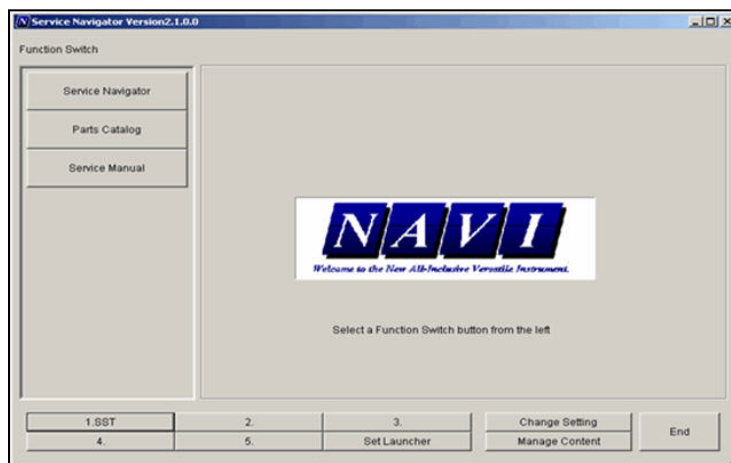 Service Navigator Version2.1.0.0
Function Switch
Service Navigator
Parts Catalog
Service Manual
NAVI
Welcome to the New All-Inclusive Versatile Instrument.
Select a Function Switch button from the left
1.SST 2. 3. Change Setting End
4. 5. Set Launcher Manage Content